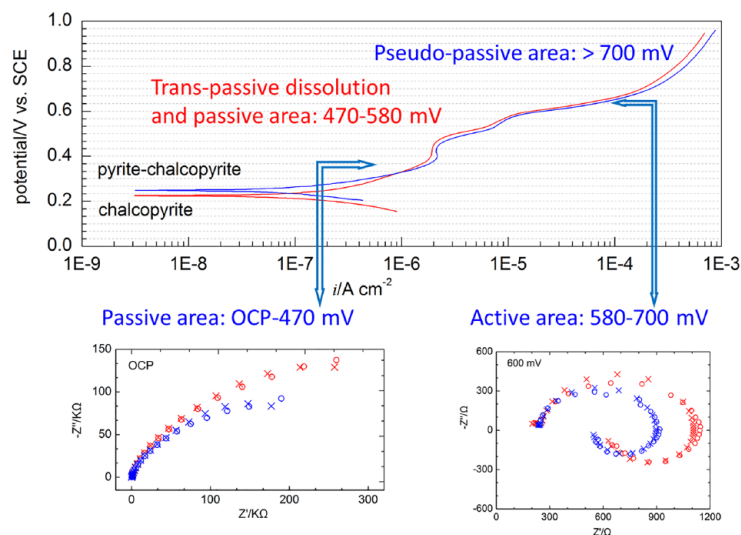 1.0
0.8
0.6
0.4
0.2
0.0
potential/V vs. SCE
Pseudo-passive area: > 700 mV
Trans-passive dissolution
and passive area: 470-580 mV
pyrite-chalcopyrite
chalcopyrite
1E-9 1E-8 1E-7 1E-6 1E-5 1E-4 1E-3
i/A cm-2
Passive area: OCP-470 mV
Active area: 580-700 mV
150
100
50
0
-Z''/KΩ
OCP
0 100 200 300
Z'/KΩ
600
300
0
-300
-600
-Z''/Ω
600 mV
0 300 600 900 1200
Z'/Ω